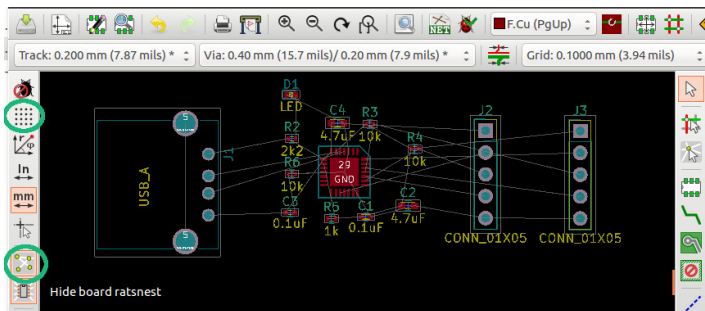 NET
F.Cu (PgUp)
Track: 0.200 mm (7.87 mils) *
Via: 0.40 mm (15.7 mils)/ 0.20 mm (7.9 mils) *
Grid: 0.1000 mm (3.94 mils)
In
mm
D1
LED
C4
4.7uF
R3
10k
R4
10k
J2
J3
S
J1
USB_A
R2
2k2
R6
10k
29
GND
C3
0.1uF
S
R5
1k
C1
0.1uF
C2
4.7uF
CONN_01X05
CONN_01X05
Hide board ratsnest